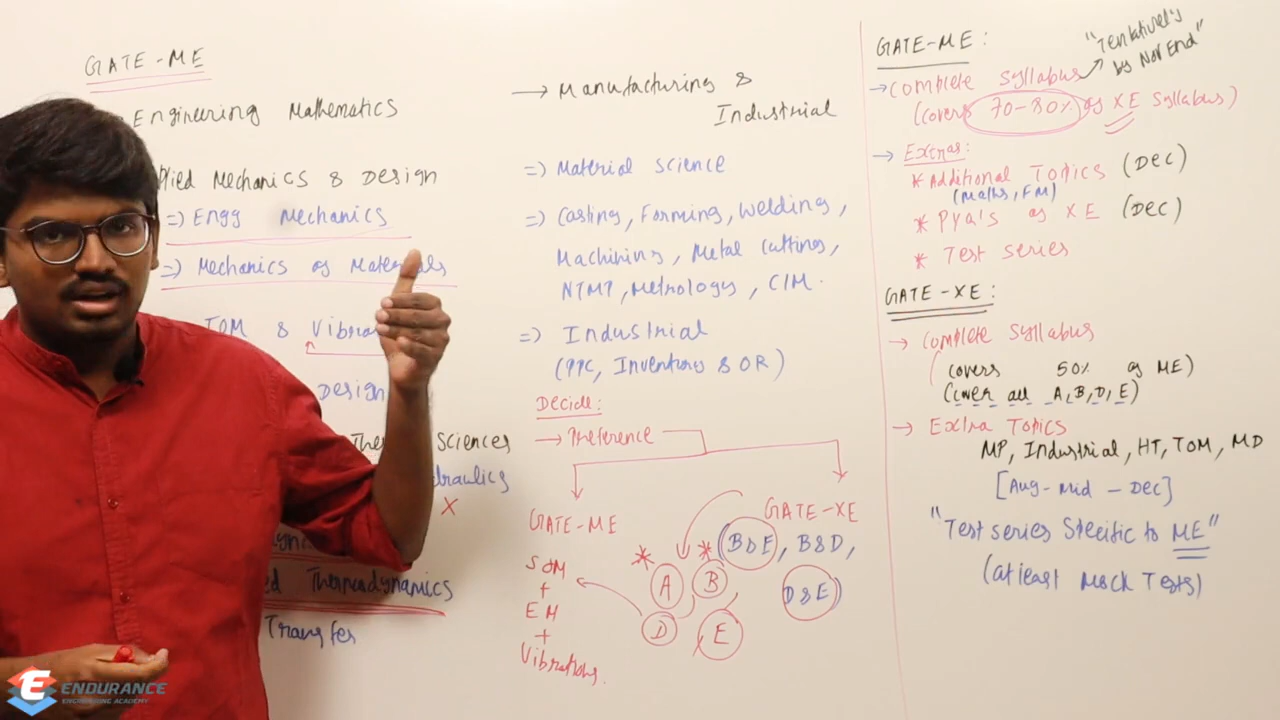 GATE-ME
Engineering Mathematics
Mechanics & Design
=) Engg Mechanics
=) Mechanics of Materials
TOM & Vibra
Design
Sciences
X
Thermodynamics
Transfer
→ Manufacturing &
Industrial
=) Material Science
=) Casting, Forming, Welding,
Machining, Metal Cutting,
NTMP, Metrology, CIM.
=) Industrial
(PPC, Inventory & OR)
Decide:
→ Preference
GATE-ME
SOM
+
EM
+
Vibrations.
* A * B
D E
GATE-XE
(B&E, B&D,
D&E)
GATE-ME:
"Tentatively
by Nov End"
→ Complete Syllabus
(covers 70-80% of XE Syllabus)
→ Extras:
* Additional Topics (Dec)
(Maths, FM)
* PYQ's of XE (Dec)
* Test series
GATE-XE:
→ Complete Syllabus
(covers 50% of ME)
(cover all A, B, D, E)
→ Extra Topics
MP, Industrial, HT, TOM, MD
[Aug-Mid - Dec]
"Test series Specific to ME"
(at least Mock Tests)
E ENDURANCE
ENGINEERING ACADEMY